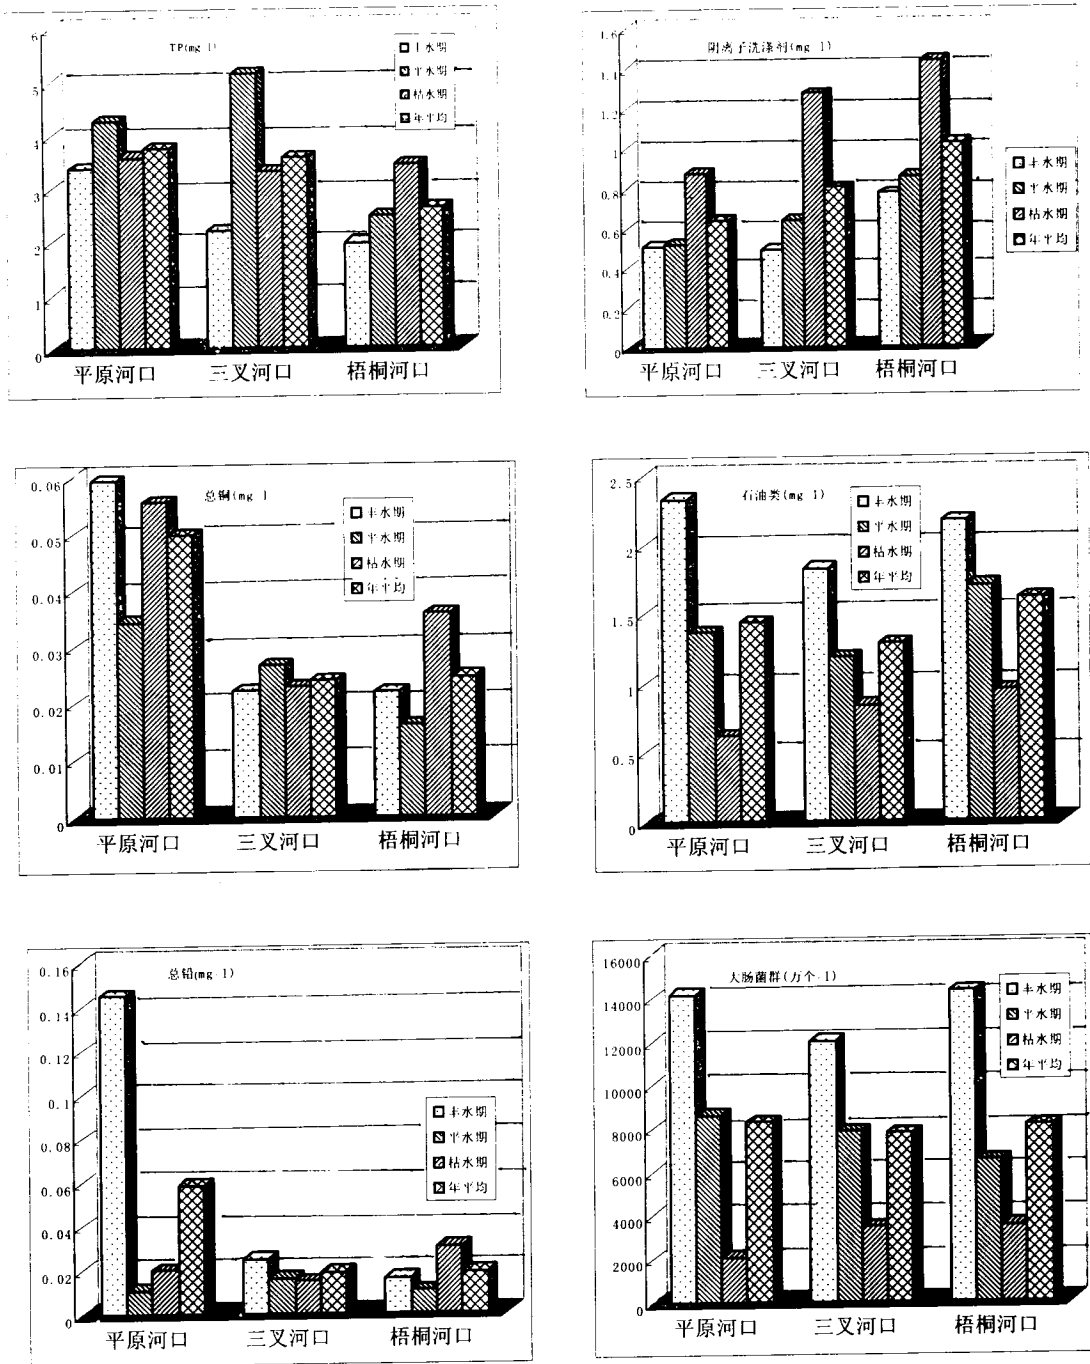 TP(mg l)
丰水期
平水期
枯水期
年平均
6
5
4
3
2
1
0
平原河口
三叉河口
梧桐河口
阴离子洗涤剂(mg l)
丰水期
平水期
枯水期
年平均
1.6
1.4
1.2
1
0.8
0.6
0.4
0.2
0
平原河口
三叉河口
梧桐河口
总铜(mg l
丰水期
平水期
枯水期
年平均
0.06
0.05
0.04
0.03
0.02
0.01
0
平原河口
三叉河口
梧桐河口
石油类(mg l)
丰水期
平水期
枯水期
年平均
2.5
2
1.5
1
0.5
0
平原河口
三叉河口
梧桐河口
总铅(mg l)
丰水期
平水期
枯水期
年平均
0.16
0.14
0.12
0.1
0.08
0.06
0.04
0.02
0
平原河口
三叉河口
梧桐河口
大肠菌群(万个 l)
丰水期
平水期
枯水期
年平均
16000
14000
12000
10000
8000
6000
4000
2000
0
平原河口
三叉河口
梧桐河口